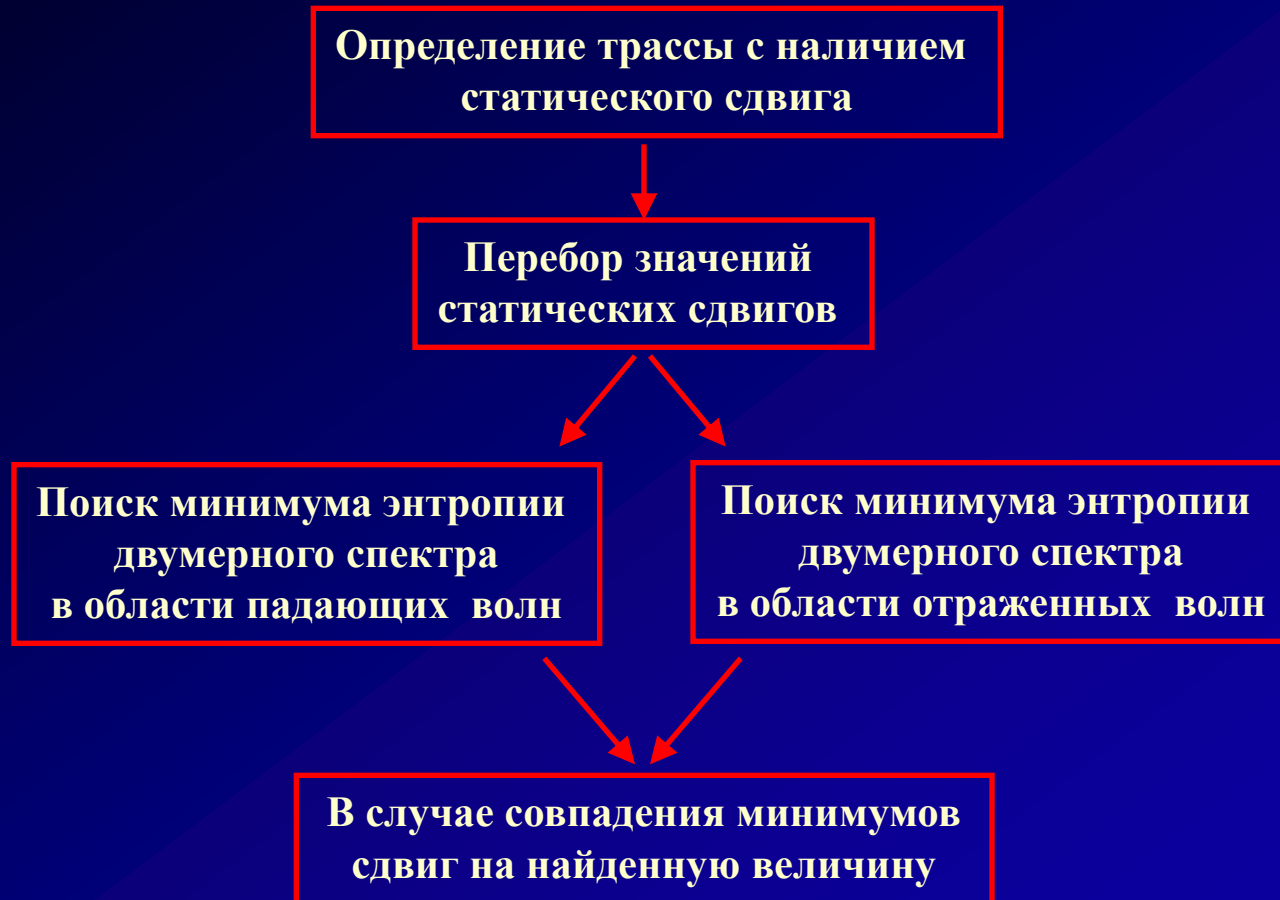 Определение трассы с наличием
статического сдвига
Перебор значений
статических сдвигов
Поиск минимума энтропии
двумерного спектра
в области падающих волн
Поиск минимума энтропии
двумерного спектра
в области отраженных волн
В случае совпадения минимумов
сдвиг на найденную величину